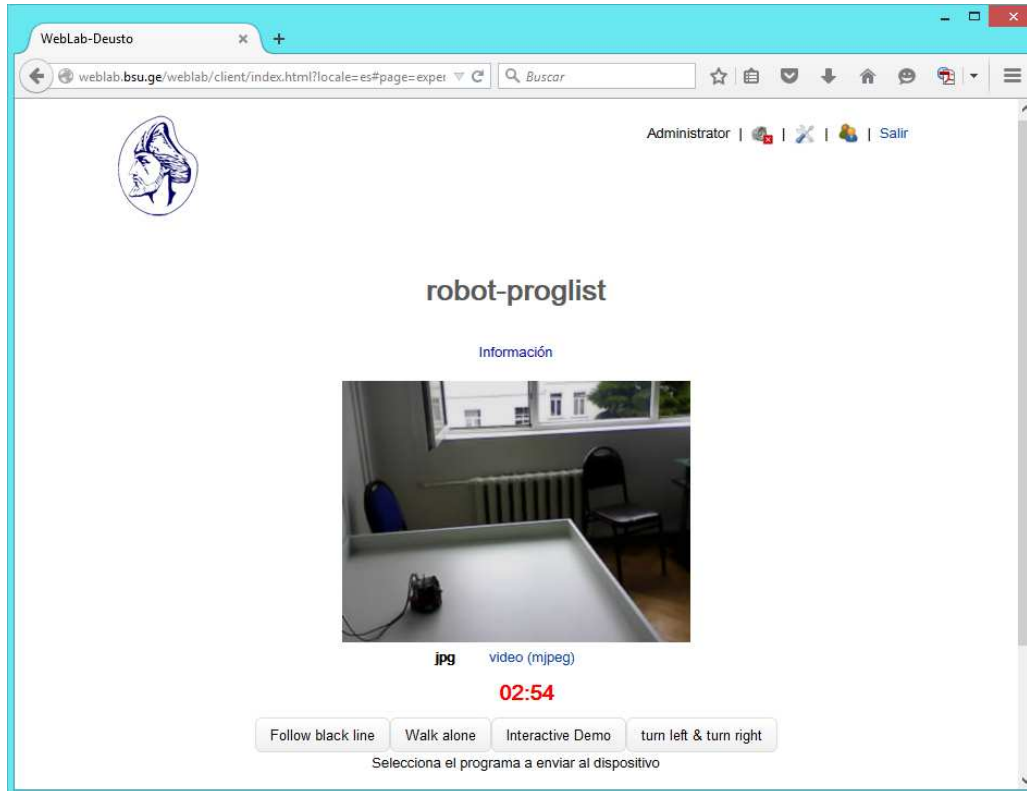 WebLab-Deusto
weblab.bsu.ge/weblab/client/index.html?locale=es#page=exper
Buscar
Administrator | | | | Salir
robot-proglist
Información
jpg video (mjpeg)
02:54
Follow black line Walk alone Interactive Demo turn left & turn right
Selecciona el programa a enviar al dispositivo